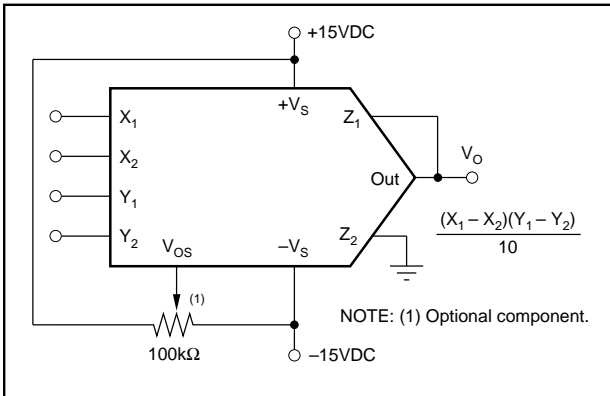 +15VDC
+VS
X1
Z1
X2
VO
Out
Y1
(X1 – X2)(Y1 – Y2)
10
Y2
Z2
VOS
–VS
(1)
NOTE: (1) Optional component.
100kΩ
–15VDC